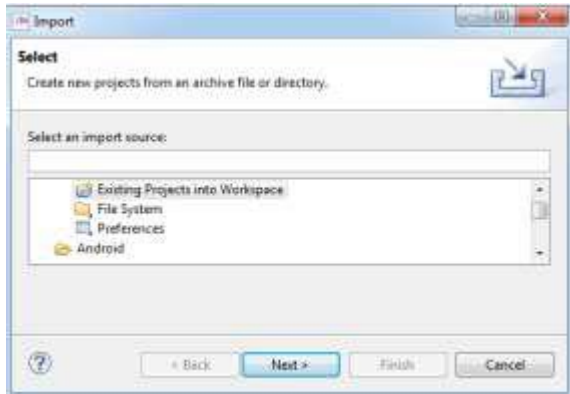 Import
Select
Create new projects from an archive file or directory.
Select an import source:
Existing Projects into Workspace
File System
Preferences
Android
?
< Back
Next >
Finish
Cancel